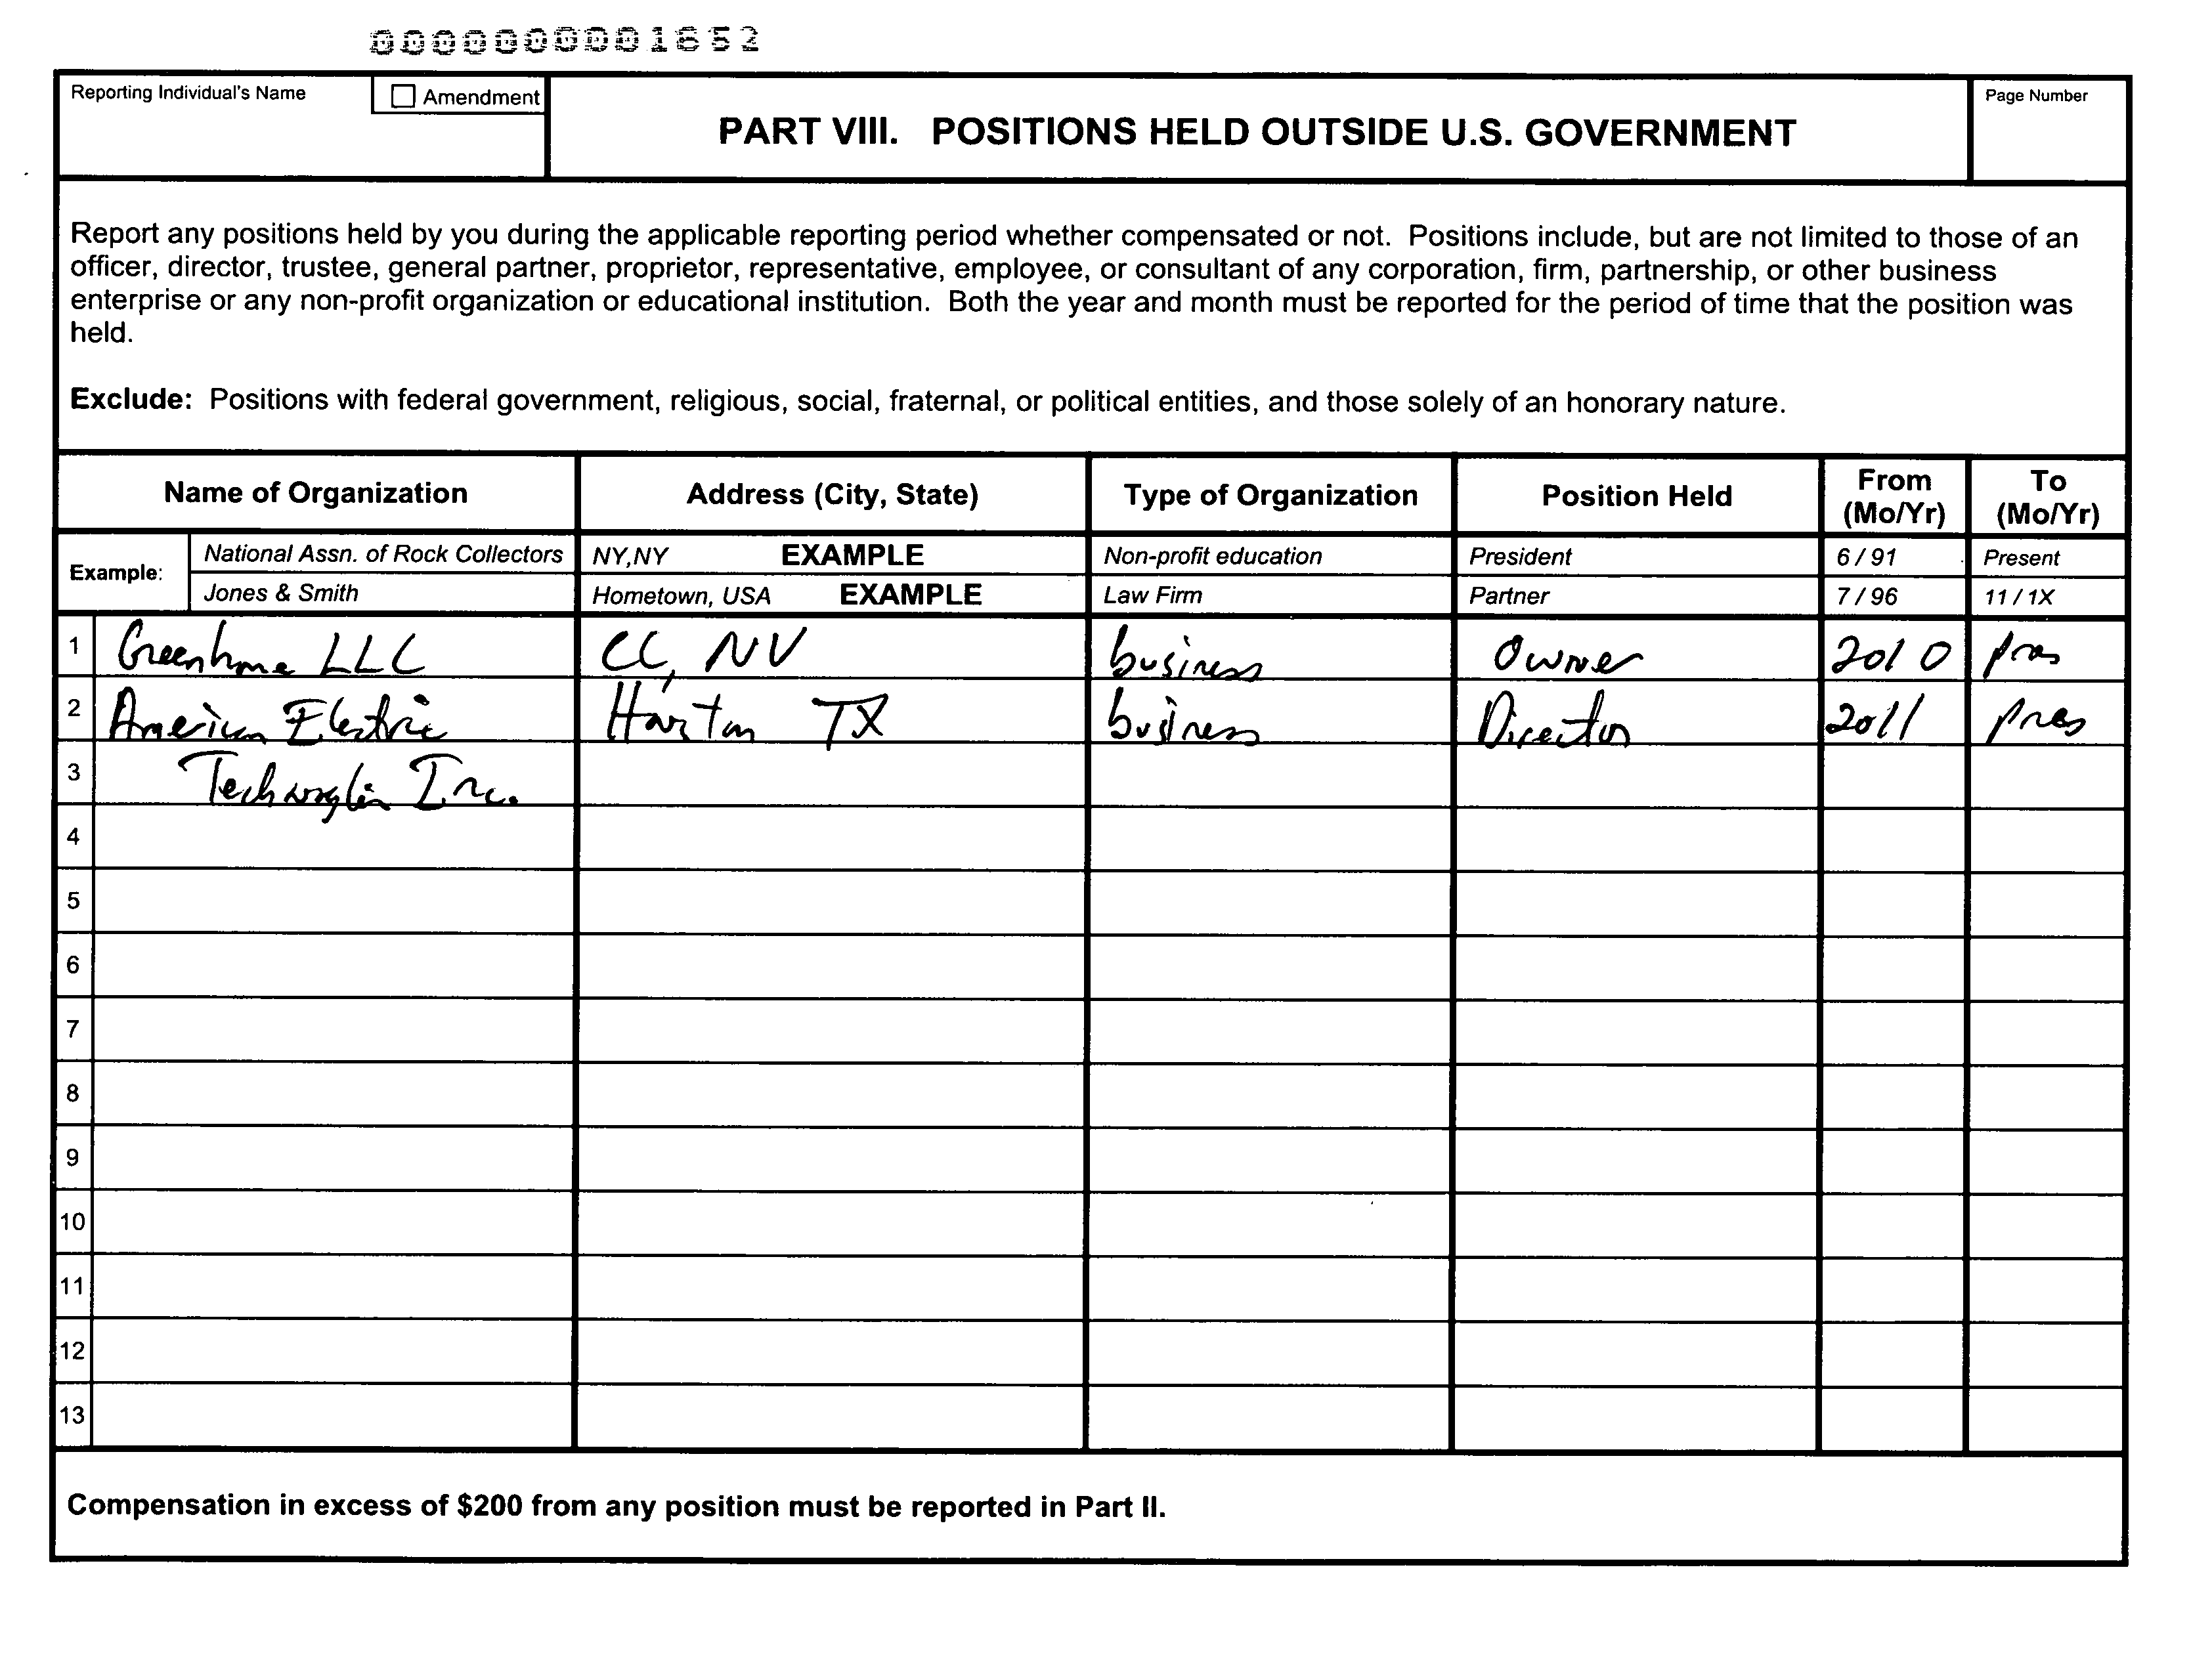 0000000001652
Reporting Individual's Name
Amendment
PART VIII. POSITIONS HELD OUTSIDE U.S. GOVERNMENT
Page Number
Report any positions held by you during the applicable reporting period whether compensated or not. Positions include, but are not limited to those of an
officer, director, trustee, general partner, proprietor, representative, employee, or consultant of any corporation, firm, partnership, or other business
enterprise or any non-profit organization or educational institution. Both the year and month must be reported for the period of time that the position was
held.
Exclude: Positions with federal government, religious, social, fraternal, or political entities, and those solely of an honorary nature.
Name of Organization Address (City, State) Type of Organization Position Held From (Mo/Yr) To (Mo/Yr)
Example: National Assn. of Rock Collectors NY,NY EXAMPLE Non-profit education President 6 / 91 Present
Jones & Smith Hometown, USA EXAMPLE Law Firm Partner 7 / 96 11 / 1X
1 LLC CC, NV business Owner 2010 pres
2 American Electric Houston TX business Director 2011 pres
3 Technologies Inc.
4
5
6
7
8
9
10
11
12
13
Compensation in excess of $200 from any position must be reported in Part II.